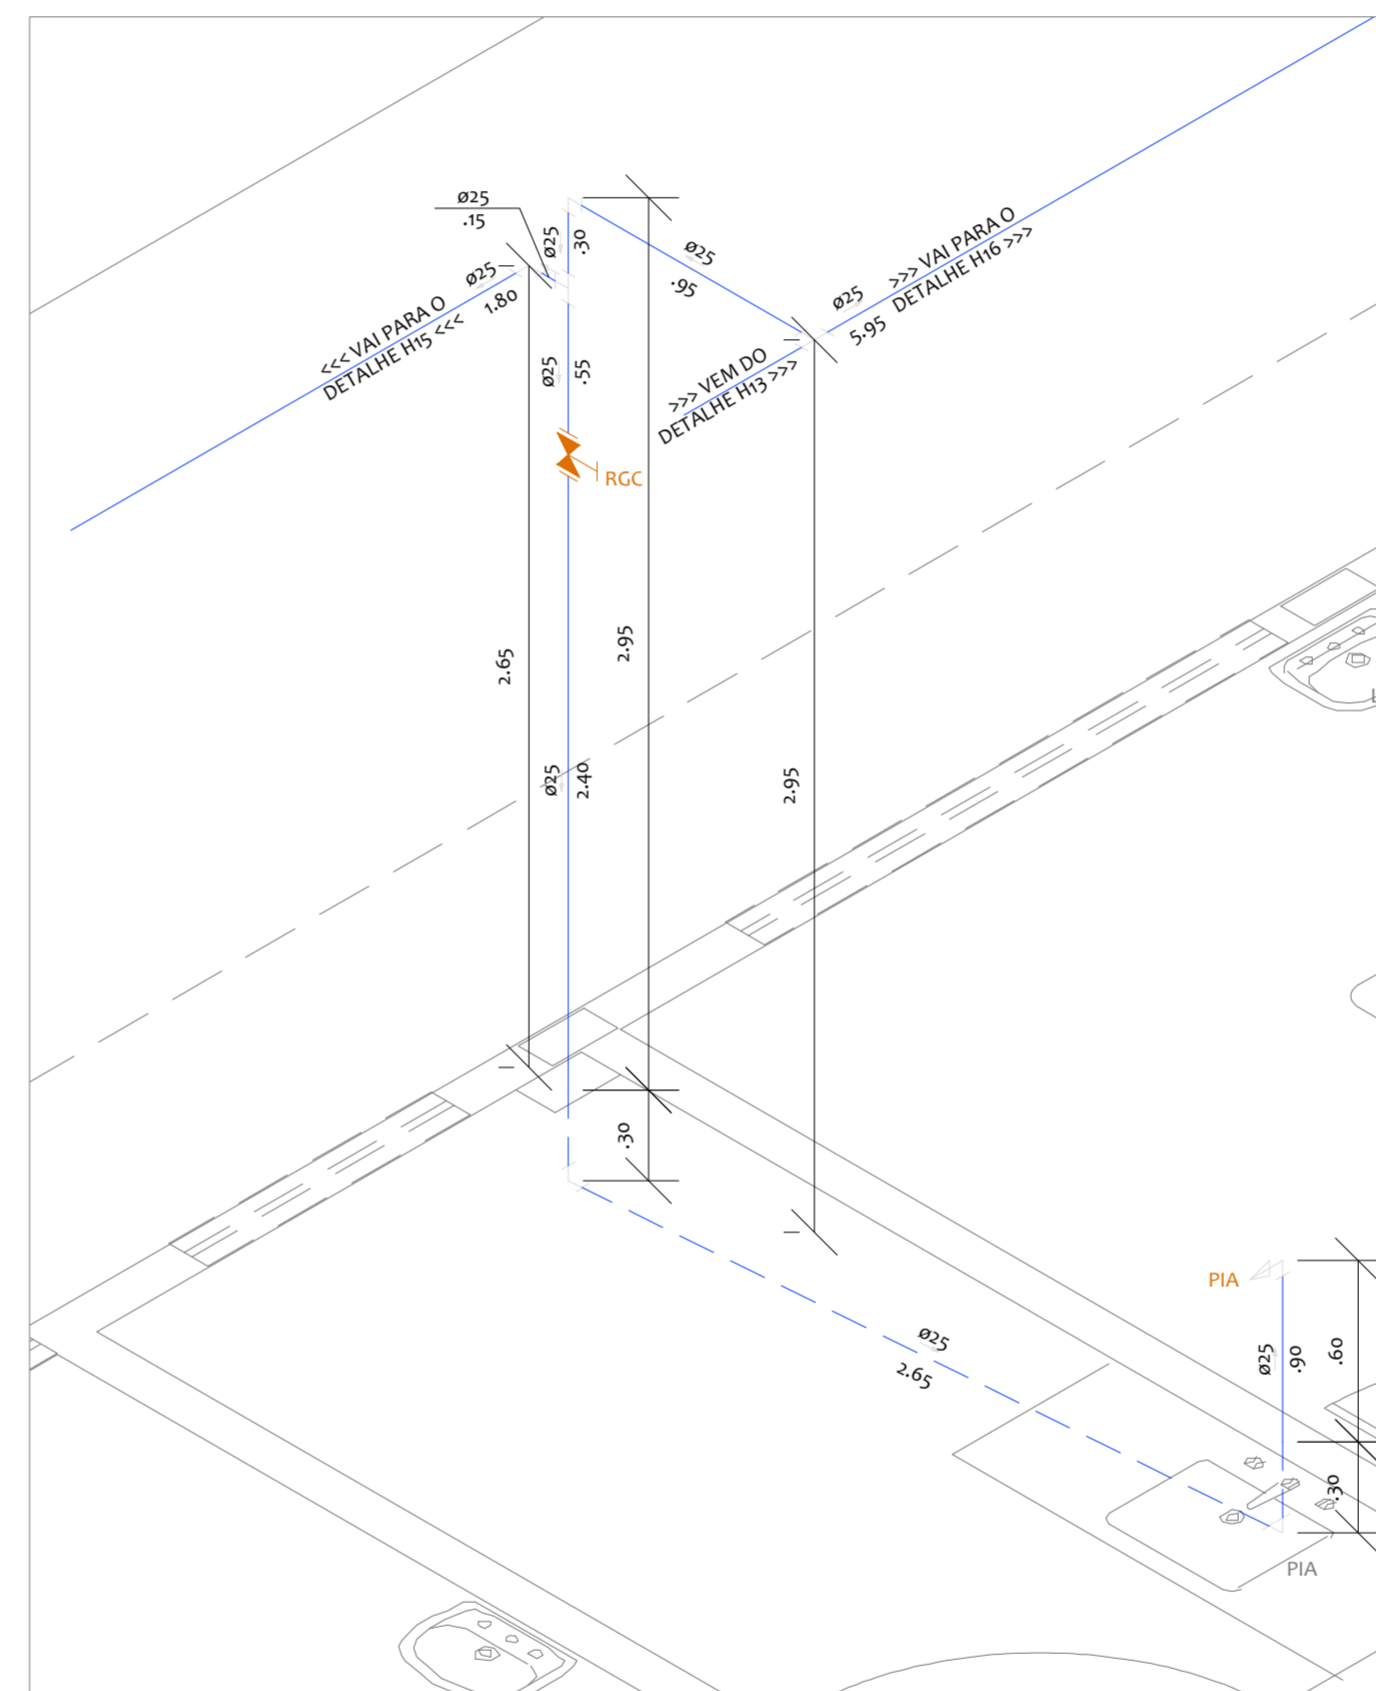 ø25
.15
ø25
.30
ø25
.95
>>> VAI PARA O
DETALHE H16 >>>
ø25
5.95
ø25
1.80
<<< VAI PARA O
DETALHE H15 <<<
ø25
.55
>>> VEM DO
DETALHE H13 >>>
RGC
2.65
2.95
ø25
2.40
2.95
.30
ø25
2.65
PIA
ø25
.90
.60
.30
PIA